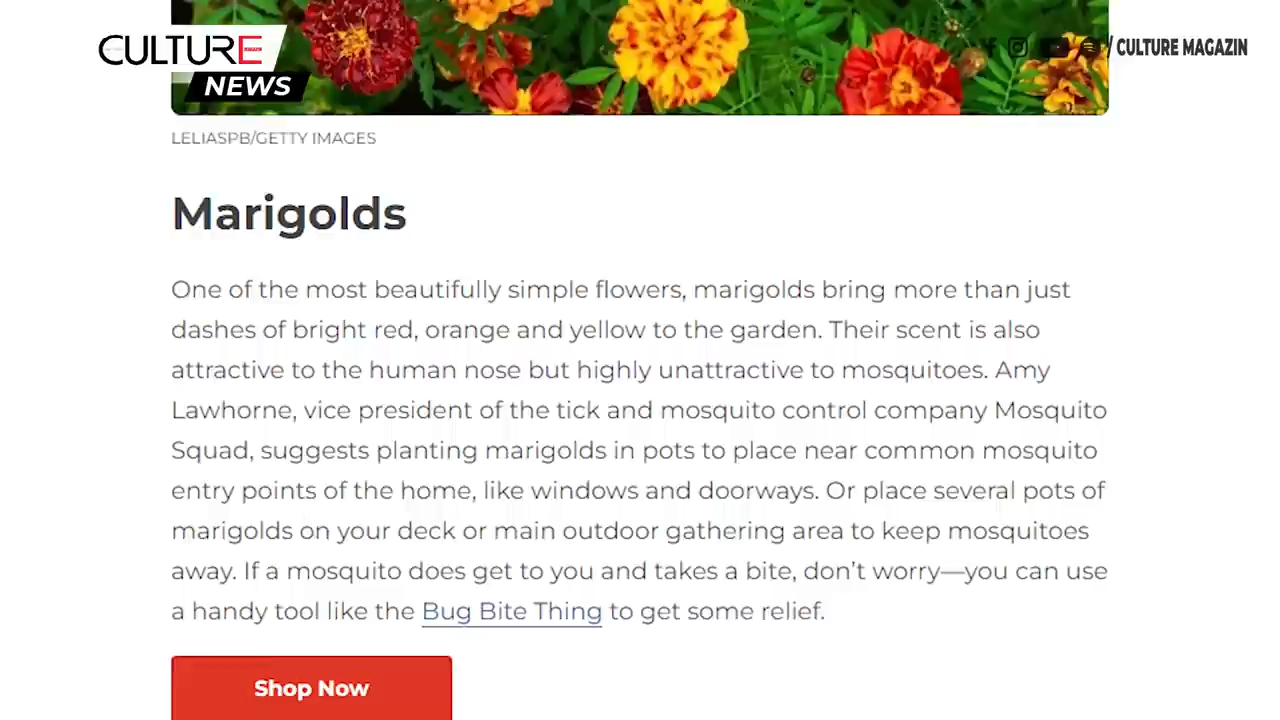 CULTURE
NEWS
/ CULTURE MAGAZIN
LELIASPB/GETTY IMAGES
Marigolds
One of the most beautifully simple flowers, marigolds bring more than just
dashes of bright red, orange and yellow to the garden. Their scent is also
attractive to the human nose but highly unattractive to mosquitoes. Amy
Lawhorne, vice president of the tick and mosquito control company Mosquito
Squad, suggests planting marigolds in pots to place near common mosquito
entry points of the home, like windows and doorways. Or place several pots of
marigolds on your deck or main outdoor gathering area to keep mosquitoes
away. If a mosquito does get to you and takes a bite, don’t worry—you can use
a handy tool like the Bug Bite Thing to get some relief.
Shop Now